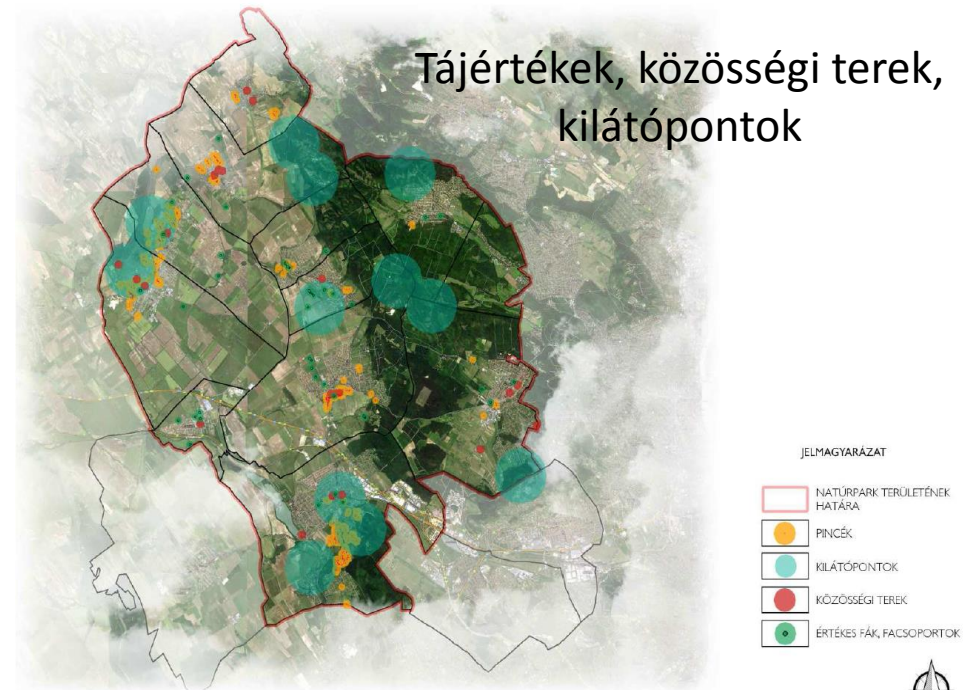 Tájértékek, közösségi terek,
kilátópontok
JELMAGYARÁZAT
NATÚRPARK TERÜLETÉNEK
HATÁRA
PINCÉK
KILÁTÓPONTOK
KÖZÖSSÉGI TEREK
ÉRTÉKES FÁK, FACSOPORTOK